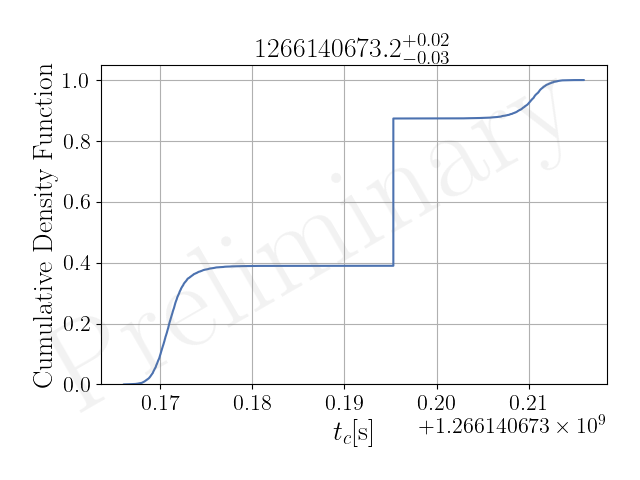 1266140673.2^{+0.02}_{-0.03}
Cumulative Density Function
1.0
0.8
0.6
0.4
0.2
0.0
Preliminary
0.17 0.18 0.19 0.20 0.21
t_c[s]
+1.266140673 × 10^9